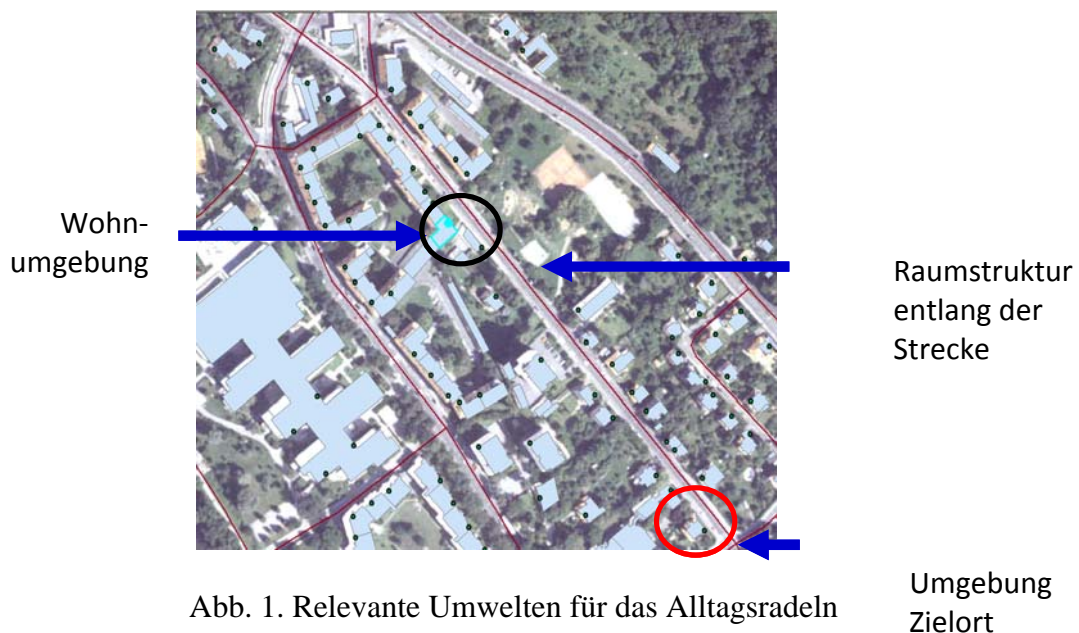 Wohn-
umgebung
Raumstruktur
entlang der
Strecke
Umgebung
Zielort
Abb. 1. Relevante Umwelten für das Alltagsradeln